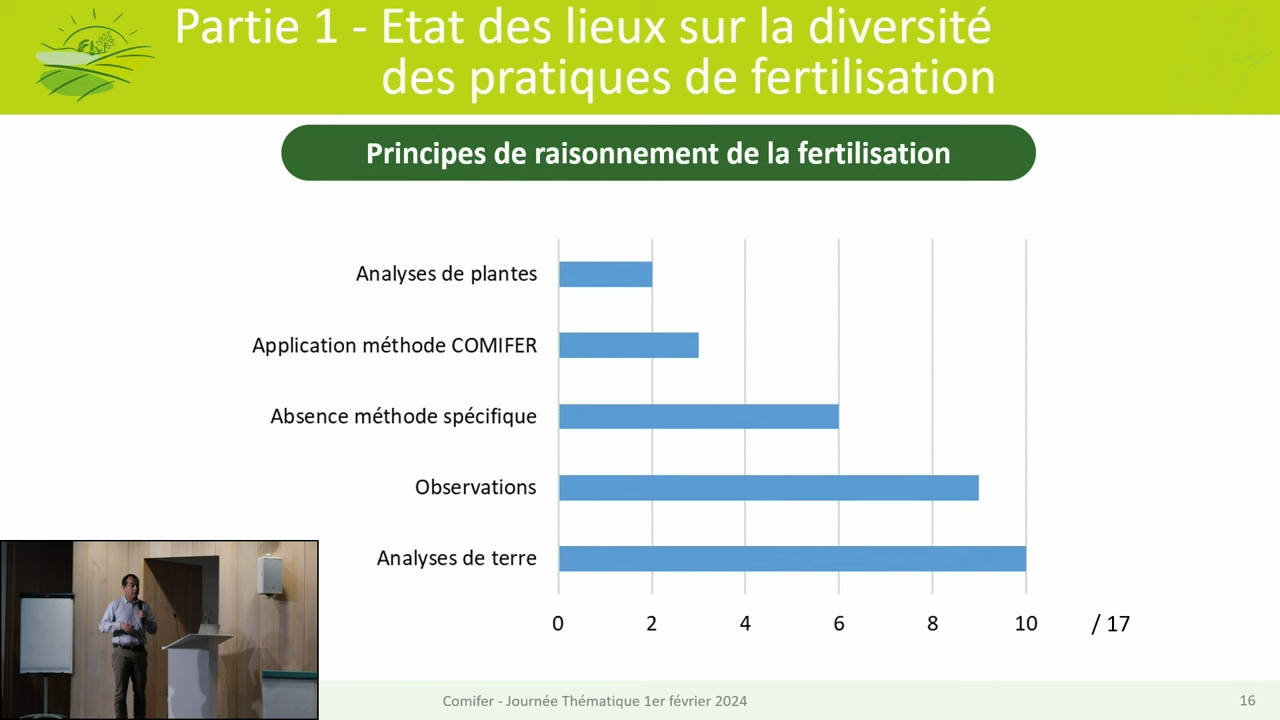 Partie 1 - Etat des lieux sur la diversité
des pratiques de fertilisation
Principes de raisonnement de la fertilisation
Analyses de plantes
Application méthode COMIFER
Absence méthode spécifique
Observations
Analyses de terre
0 2 4 6 8 10 / 17
Comifer - Journée Thématique 1er février 2024
16